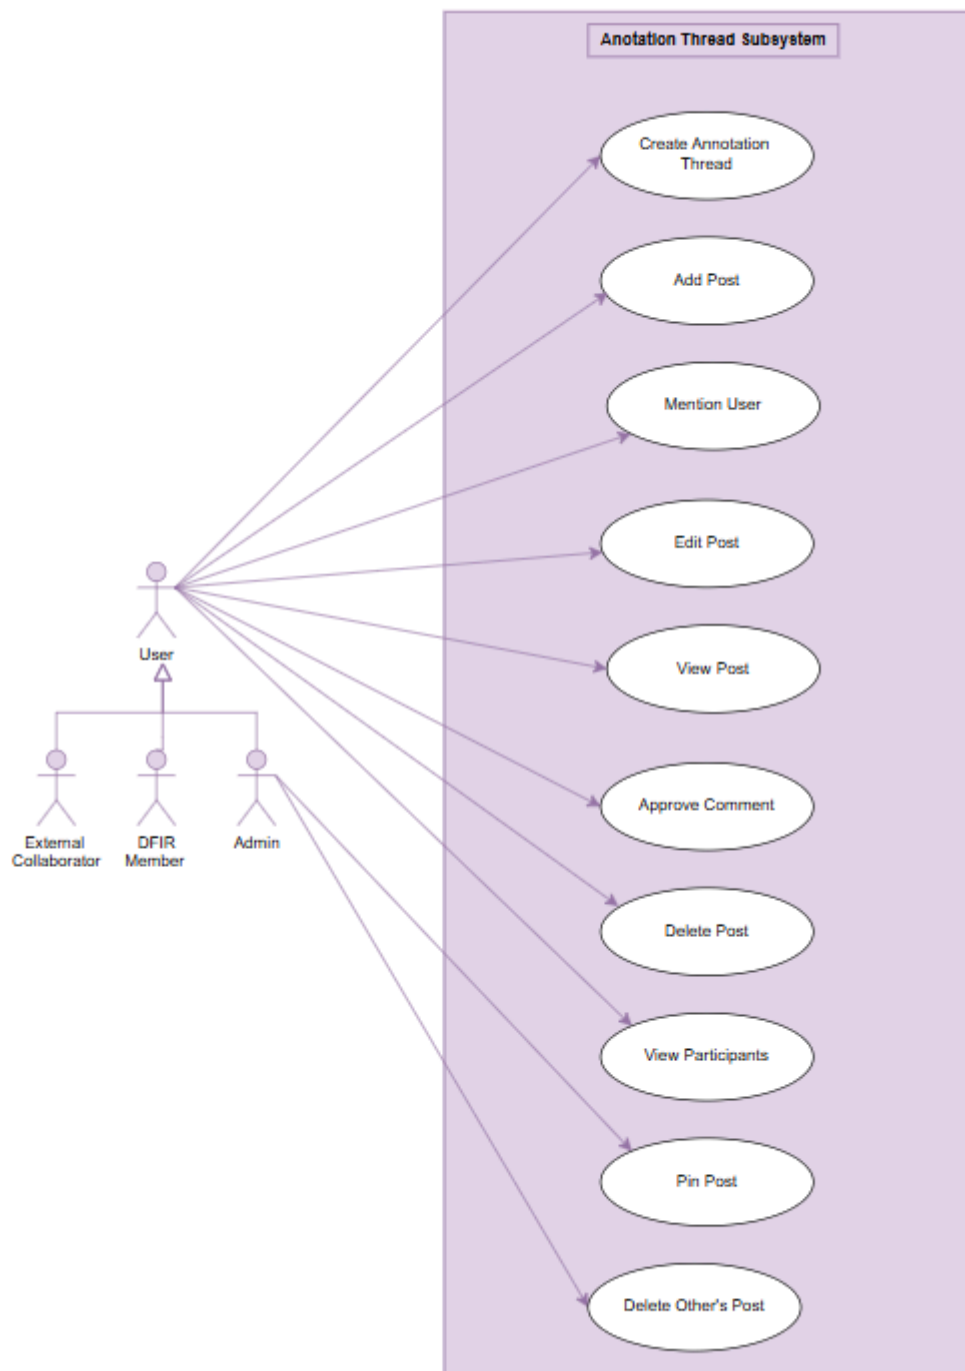 Anotation Thread Subsystem
Create Annotation
Thread
Add Post
Mention User
Edit Post
View Post
Approve Comment
Delete Post
View Participants
Pin Post
Delete Other's Post
User
External
Collaborator
DFIR
Member
Admin